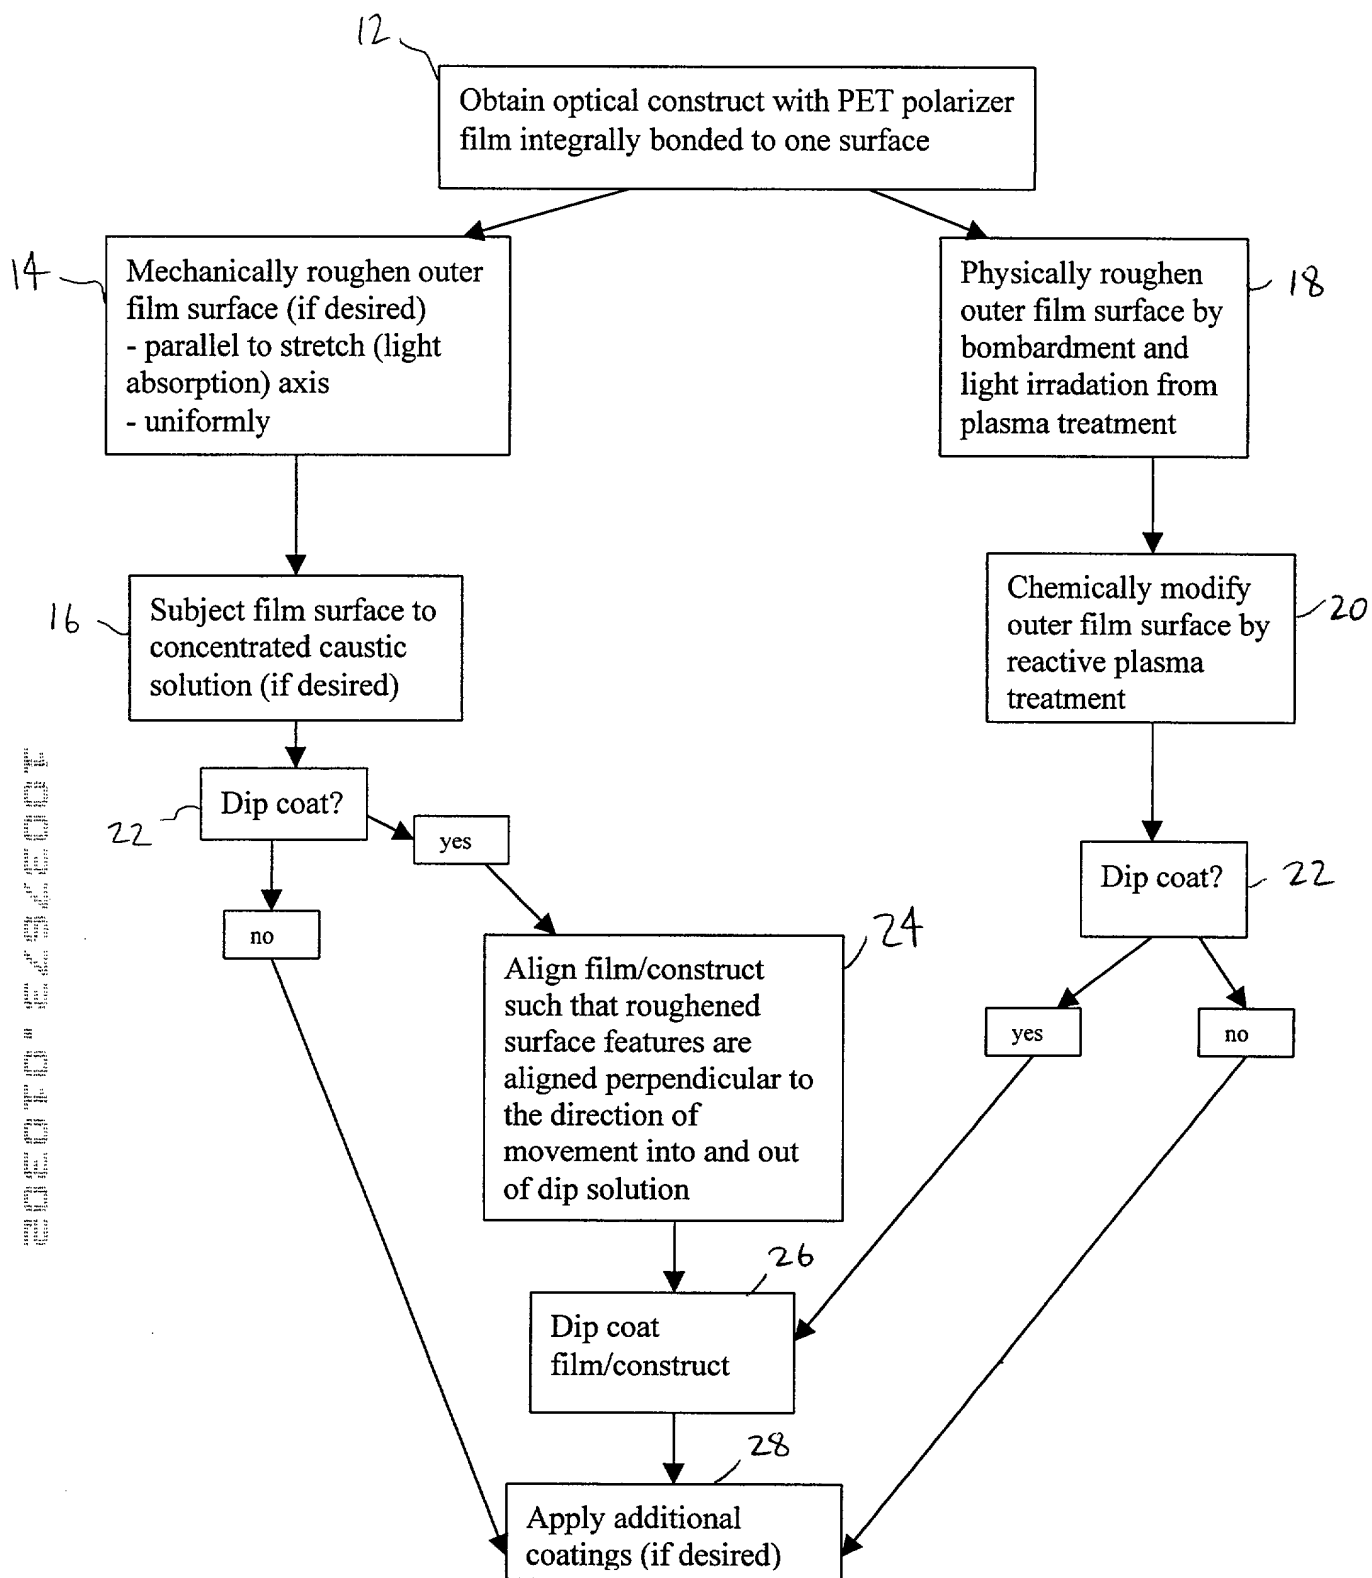 12
Obtain optical construct with PET polarizer
film integrally bonded to one surface
14
Mechanically roughen outer
film surface (if desired)
- parallel to stretch (light
absorption) axis
- uniformly
18
Physically roughen
outer film surface by
bombardment and
light irradation from
plasma treatment
16
Subject film surface to
concentrated caustic
solution (if desired)
20
Chemically modify
outer film surface by
reactive plasma
treatment
22
Dip coat?
yes
no
Dip coat?
22
yes
no
24
Align film/construct
such that roughened
surface features are
aligned perpendicular to
the direction of
movement into and out
of dip solution
26
Dip coat
film/construct
28
Apply additional
coatings (if desired)